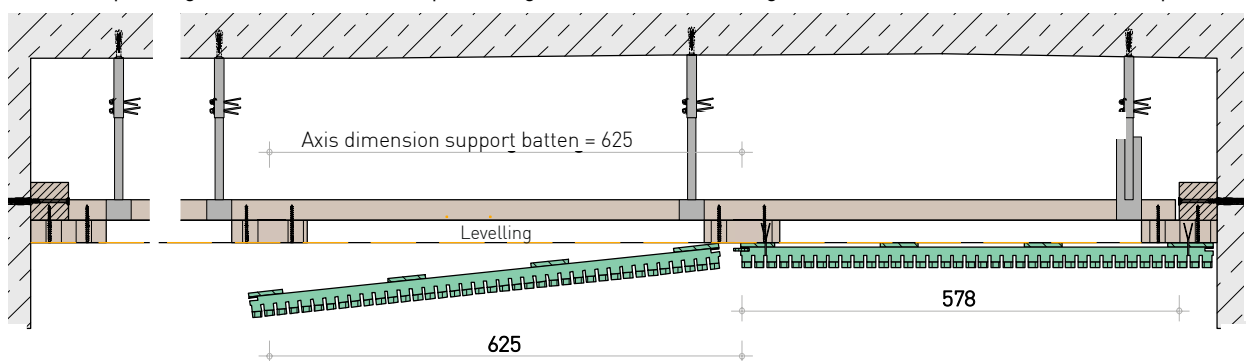 Axis dimension support batten = 625
Levelling
578
625